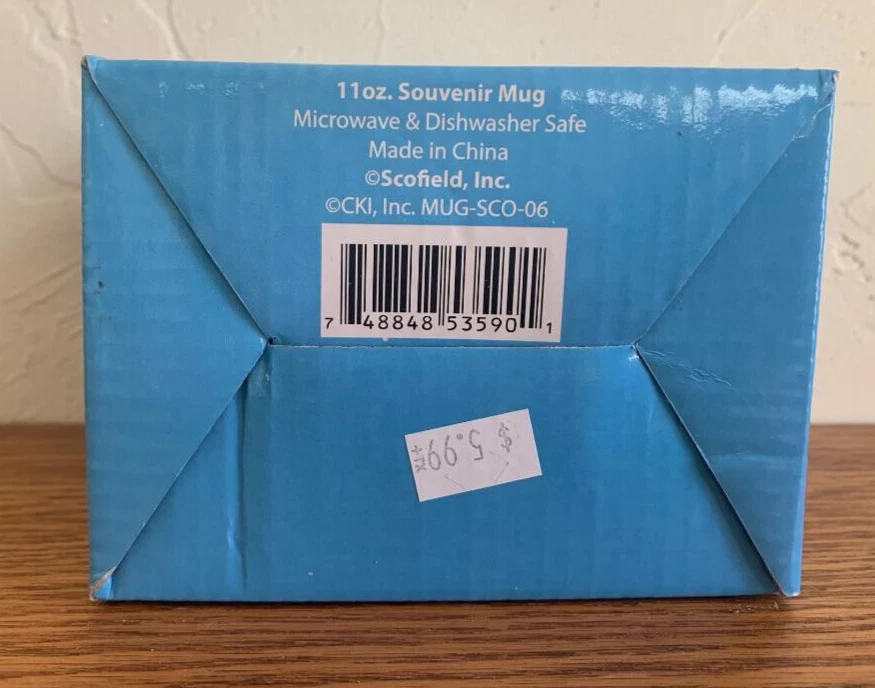 11oz. Souvenir Mug
Microwave & Dishwasher Safe
Made in China
©Scofield, Inc.
©CKI, Inc. MUG-SCO-06
7 48848 53590 1
$ 5.99